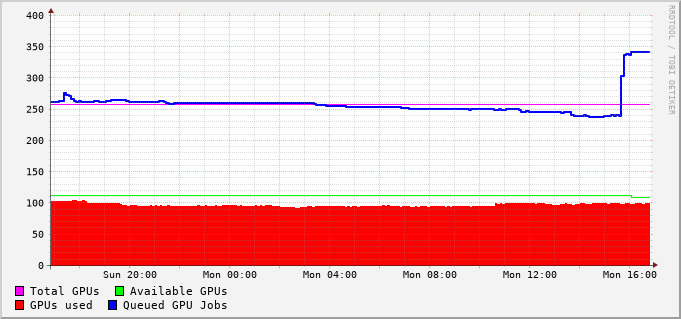 400
350
300
250
200
150
100
50
0
Sun 20:00 Mon 00:00 Mon 04:00 Mon 08:00 Mon 12:00 Mon 16:00
Total GPUs Available GPUs
GPUs used Queued GPU Jobs
RRDTOOL / TOBI OETIKER